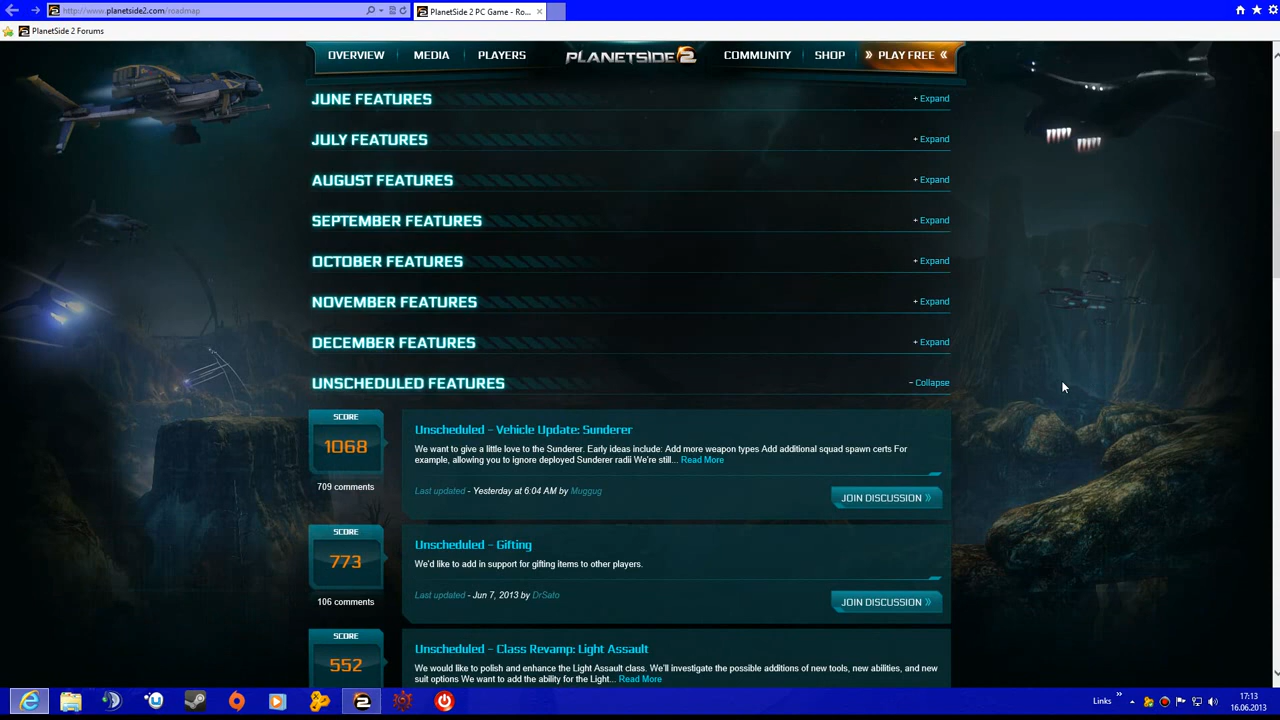 http://www.planetside2.com/roadmap
PlanetSide 2 PC Game - Ro...
PlanetSide 2 Forums
OVERVIEW
MEDIA
PLAYERS
PLANETSIDE 2
COMMUNITY
SHOP
» PLAY FREE «
JUNE FEATURES
+ Expand
JULY FEATURES
+ Expand
AUGUST FEATURES
+ Expand
SEPTEMBER FEATURES
+ Expand
OCTOBER FEATURES
+ Expand
NOVEMBER FEATURES
+ Expand
DECEMBER FEATURES
+ Expand
UNSCHEDULED FEATURES
- Collapse
SCORE
1068
709 comments
Unscheduled - Vehicle Update: Sunderer
We want to give a little love to the Sunderer. Early ideas include: Add more weapon types Add additional squad spawn certs For
example, allowing you to ignore deployed Sunderer radii We're still... Read More
Last updated - Yesterday at 6:04 AM by Muggug
JOIN DISCUSSION »
SCORE
773
106 comments
Unscheduled - Gifting
We'd like to add in support for gifting items to other players.
Last updated - Jun 7, 2013 by DrSato
JOIN DISCUSSION »
SCORE
552
Unscheduled - Class Revamp: Light Assault
We would like to polish and enhance the Light Assault class. We'll investigate the possible additions of new tools, new abilities, and new
suit options We want to add the ability for the Light... Read More
Links »
17:13
16.06.2013